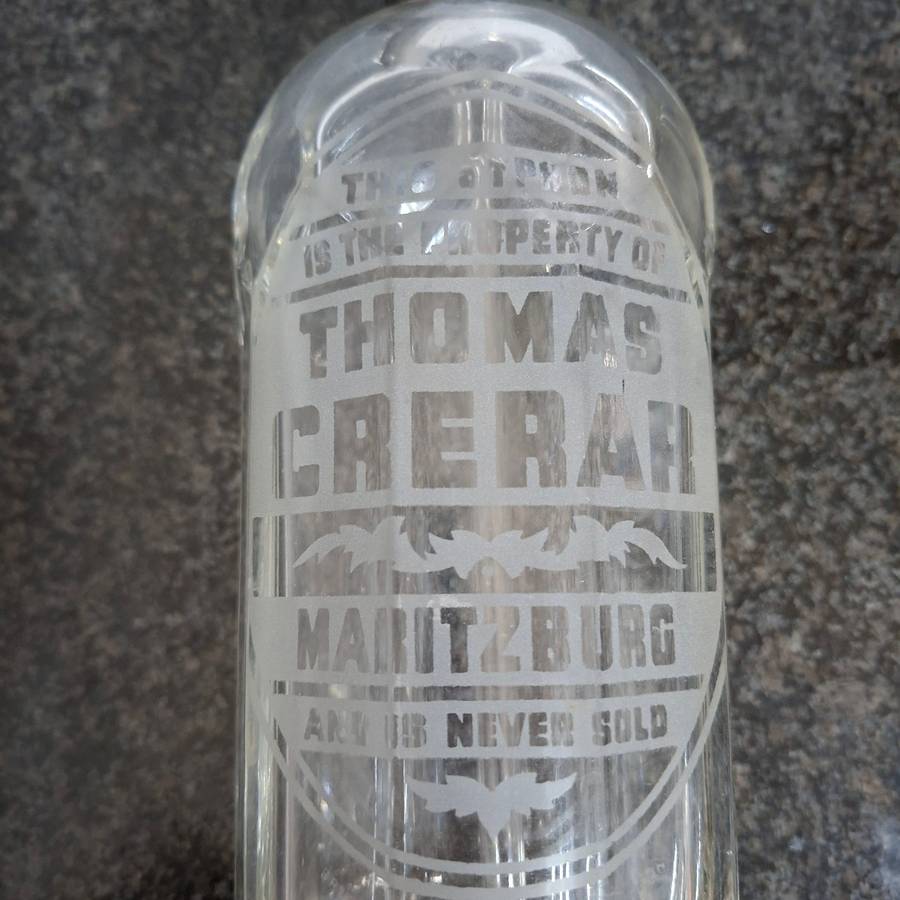 THIS SYPHON
IS THE PROPERTY OF
THOMAS
CRERAR
MARITZBURG
AND IS NEVER SOLD